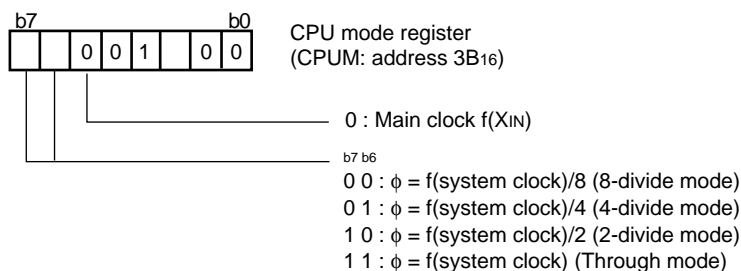 b7 b0
0 0 1 0 0
CPU mode register
(CPUM: address 3B16)
0 : Main clock f(XIN)
b7 b6
0 0 : ϕ = f(system clock)/8 (8-divide mode)
0 1 : ϕ = f(system clock)/4 (4-divide mode)
1 0 : ϕ = f(system clock)/2 (2-divide mode)
1 1 : ϕ = f(system clock) (Through mode)